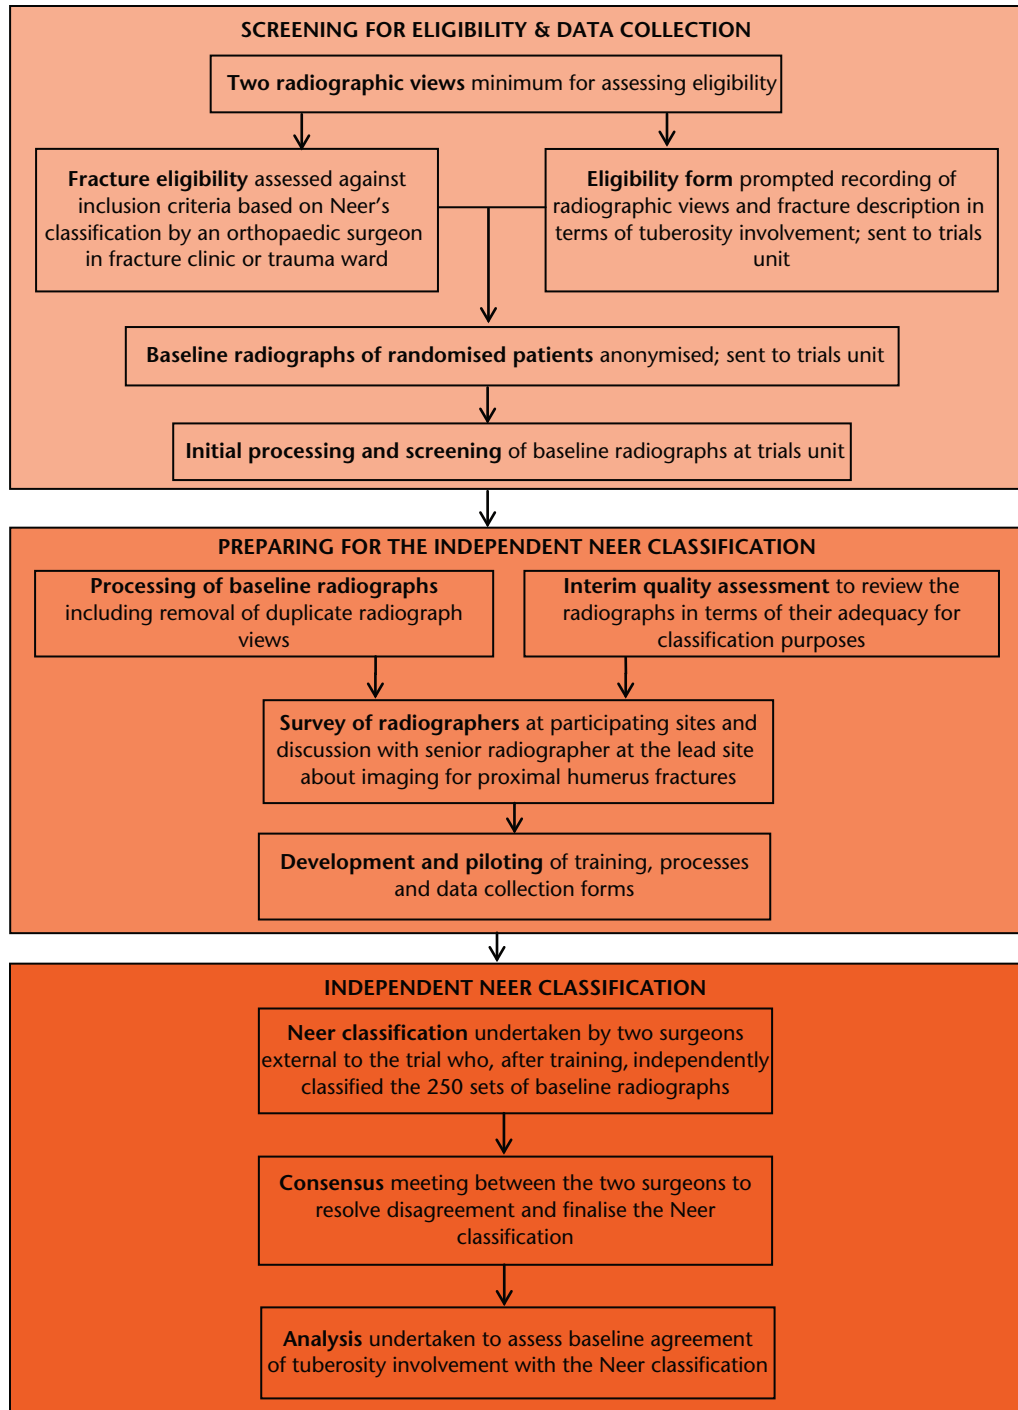 SCREENING FOR ELIGIBILITY & DATA COLLECTION
Two radiographic views minimum for assessing eligibility
Fracture eligibility assessed against
inclusion criteria based on Neer's
classification by an orthopaedic surgeon
in fracture clinic or trauma ward
Eligibility form prompted recording of
radiographic views and fracture description in
terms of tuberosity involvement; sent to trials
unit
Baseline radiographs of randomised patients anonymised; sent to trials unit
Initial processing and screening of baseline radiographs at trials unit
PREPARING FOR THE INDEPENDENT NEER CLASSIFICATION
Processing of baseline radiographs
including removal of duplicate radiograph
views
Interim quality assessment to review the
radiographs in terms of their adequacy for
classification purposes
Survey of radiographers at participating sites and
discussion with senior radiographer at the lead site
about imaging for proximal humerus fractures
Development and piloting of training, processes
and data collection forms
INDEPENDENT NEER CLASSIFICATION
Neer classification undertaken by two surgeons
external to the trial who, after training, independently
classified the 250 sets of baseline radiographs
Consensus meeting between the two surgeons to
resolve disagreement and finalise the Neer
classification
Analysis undertaken to assess baseline agreement
of tuberosity involvement with the Neer classification